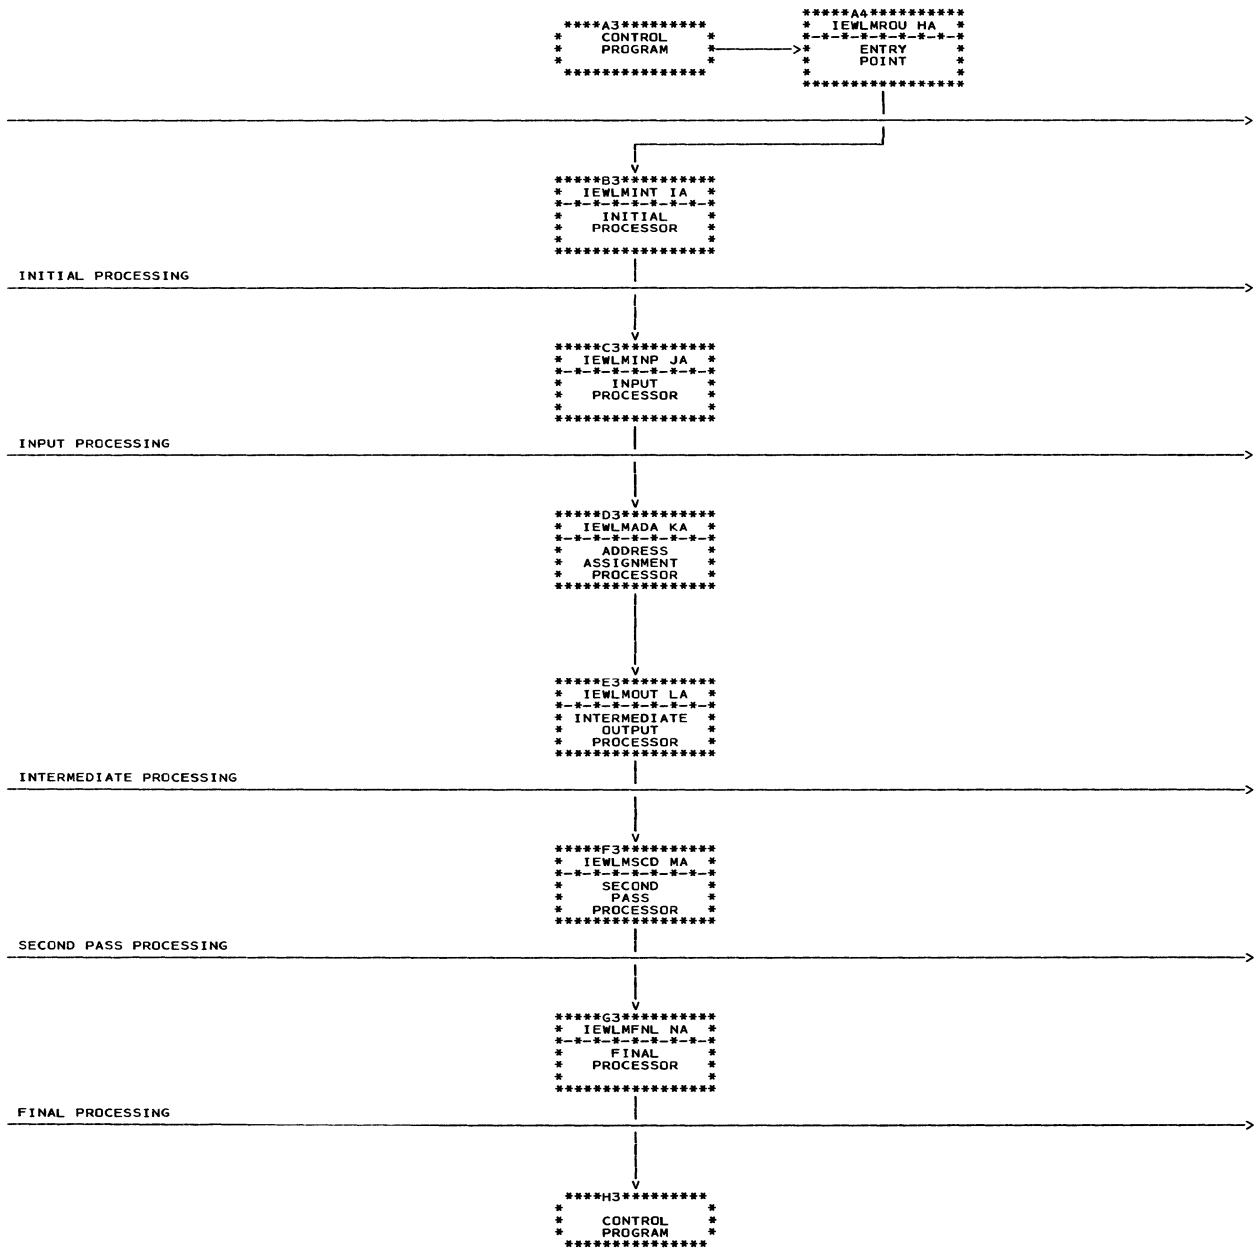 ****A3*********
* CONTROL *
* PROGRAM *
* *
***************
*****A4**********
* IEWLMROU HA *
*-*-*-*-*-*-*-*-*
* ENTRY *
* POINT *
* *
*****************
*****B3**********
* IEWLMINT IA *
*-*-*-*-*-*-*-*-*
* INITIAL *
* PROCESSOR *
* *
*****************
INITIAL PROCESSING
*****C3**********
* IEWLMINP JA *
*-*-*-*-*-*-*-*-*
* INPUT *
* PROCESSOR *
* *
*****************
INPUT PROCESSING
*****D3**********
* IEWLMADA KA *
*-*-*-*-*-*-*-*-*
* ADDRESS *
* ASSIGNMENT *
* PROCESSOR *
*****************
*****E3**********
* IEWLMOUT LA *
*-*-*-*-*-*-*-*-*
* INTERMEDIATE *
* OUTPUT *
* PROCESSOR *
*****************
INTERMEDIATE PROCESSING
*****F3**********
* IEWLMSCD MA *
*-*-*-*-*-*-*-*-*
* SECOND *
* PASS *
* PROCESSOR *
*****************
SECOND PASS PROCESSING
*****G3**********
* IEWLMFNL NA *
*-*-*-*-*-*-*-*-*
* FINAL *
* PROCESSOR *
* *
*****************
FINAL PROCESSING
****H3*********
* *
* CONTROL *
* PROGRAM *
***************